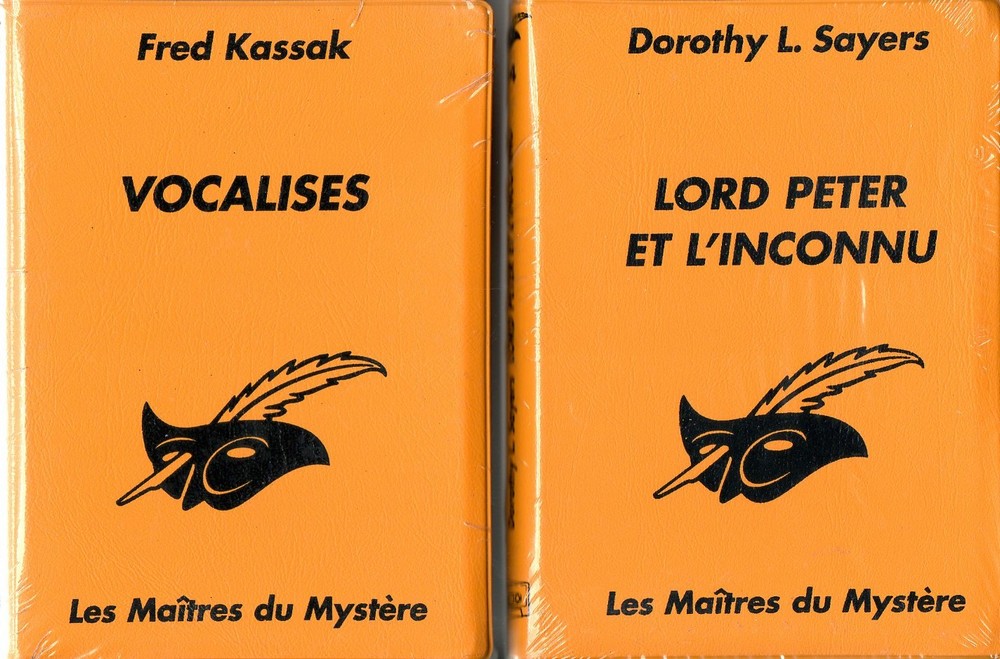 Fred Kassak
VOCALISES
Les Maîtres du Mystère
Dorothy L. Sayers
LORD PETER
ET L'INCONNU
Les Maîtres du Mystère